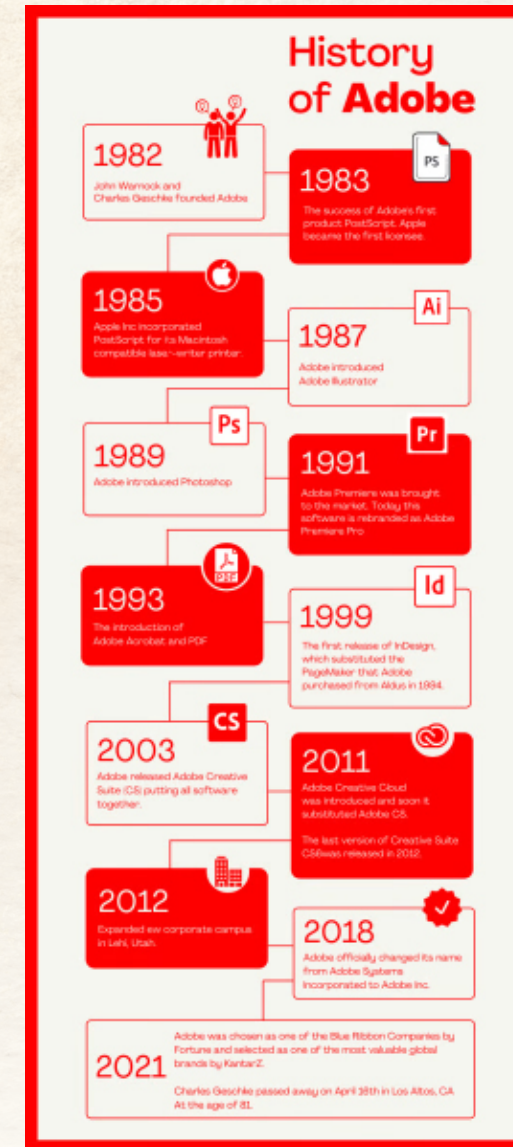 History
of Adobe
1982
John Warnock and
Charles Geschke founded Adobe
PS
1983
The success of Adobe's first
product PostScript. Apple
became the first licensee.
1985
Apple Inc incorporated
PostScript for its Macintosh
compatible laser-writer printer.
Ai
1987
Adobe introduced
Adobe Illustrator
Ps
1989
Adobe introduced Photoshop
Pr
1991
Adobe Premiere was brought
to the market. Today this
software is rebranded as Adobe
Premiere Pro
PDF
1993
The introduction of
Adobe Acrobat and PDF
Id
1999
The first release of InDesign,
which substituted the
PageMaker that Adobe
purchased from Aldus in 1994.
CS
2003
Adobe released Adobe Creative
Suite (CS) putting all software
together.
2011
Adobe Creative Cloud
was introduced and soon it
substituted Adobe CS.
The last version of Creative Suite
CS6was released in 2012.
2012
Expanded ew corporate campus
in Lehi, Utah.
2018
Adobe officially changed its name
from Adobe Systems
Incorporated to Adobe Inc.
2021
Adobe was chosen as one of the Blue Ribbon Companies by
Fortune and selected as one of the most valuable global
brands by KantarZ.
Charles Geschke passed away on April 16th in Los Altos, CA
At the age of 81.